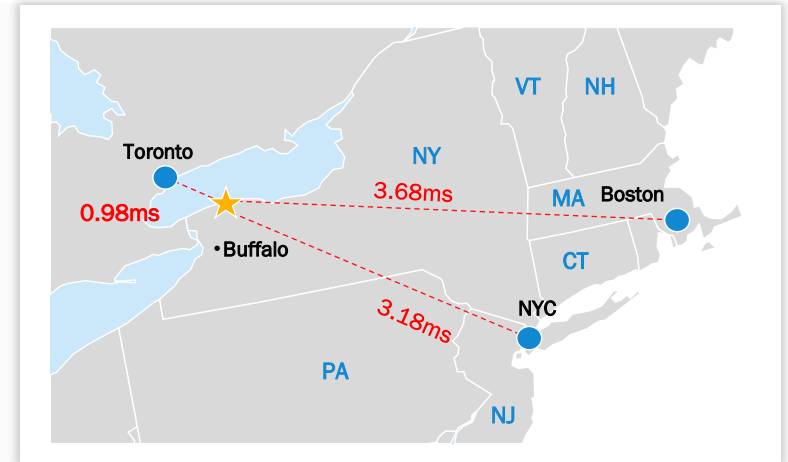 VT
NH
Toronto
NY
3.68ms
MA
Boston
0.98ms
•Buffalo
CT
NYC
3.18ms
PA
NJ